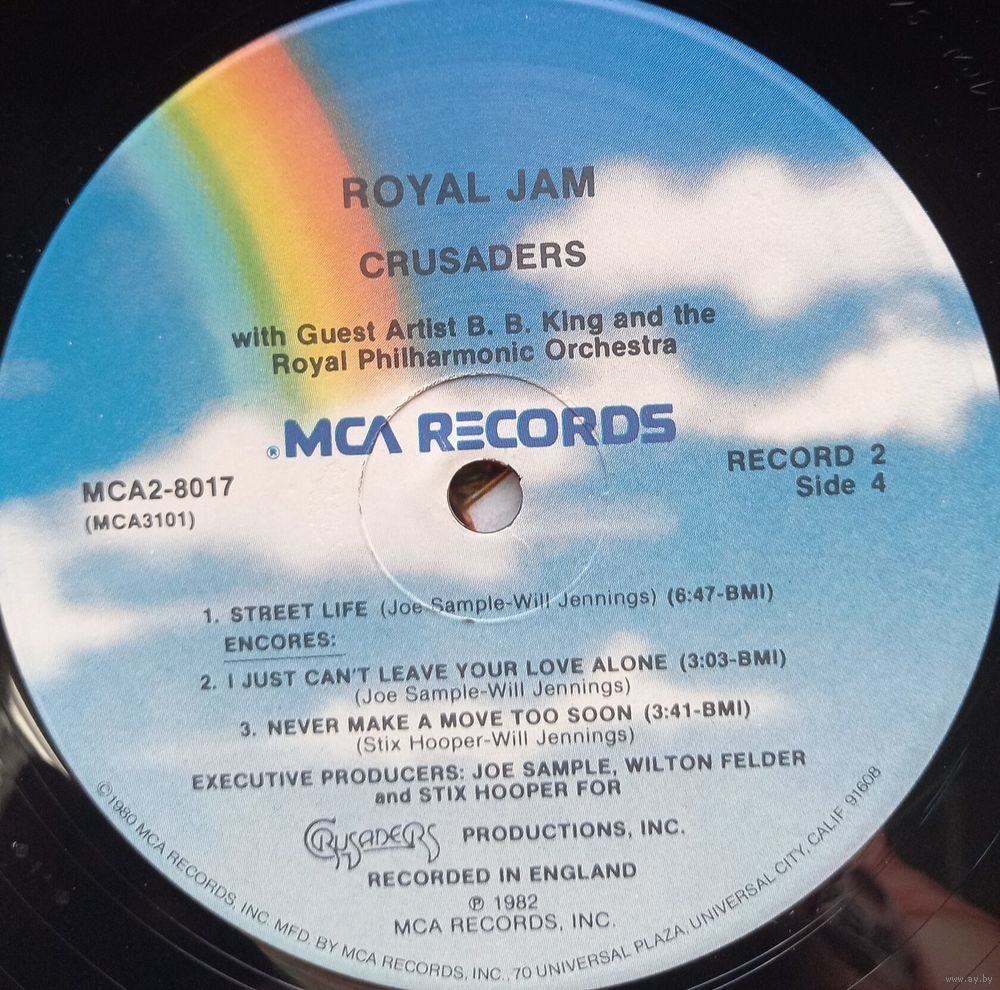 ROYAL JAM
CRUSADERS
with Guest Artist B. B. King and the
Royal Philharmonic Orchestra
® MCA RECORDS
MCA2-8017
(MCA3101)
RECORD 2
Side 4
1. STREET LIFE (Joe Sample-Will Jennings) (6:47-BMI)
ENCORES:
2. I JUST CAN'T LEAVE YOUR LOVE ALONE (3:03-BMI)
(Joe Sample-Will Jennings)
3. NEVER MAKE A MOVE TOO SOON (3:41-BMI)
(Stix Hooper-Will Jennings)
EXECUTIVE PRODUCERS: JOE SAMPLE, WILTON FELDER
and STIX HOOPER FOR
CRUSADERS PRODUCTIONS, INC.
RECORDED IN ENGLAND
℗ 1982
MCA RECORDS, INC.
©1980 MCA RECORDS, INC. MFD. BY MCA RECORDS, INC., 70 UNIVERSAL PLAZA, UNIVERSAL CITY, CALIF 91608
www.ay.by